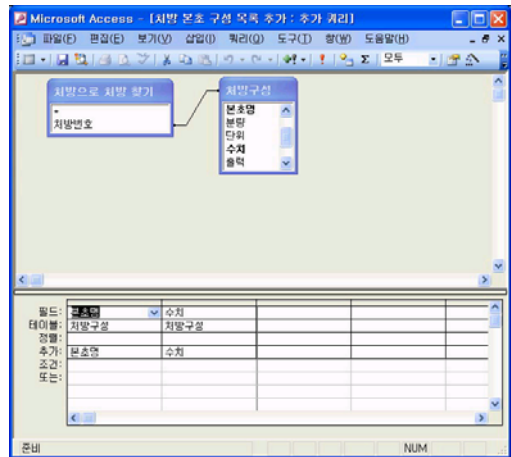 Microsoft Access - [처방 본초 구성 목록 추가 : 추가 쿼리]
파일(F) 편집(E) 보기(V) 삽입(I) 쿼리(Q) 도구(T) 창(W) 도움말(H)
Σ 모두
처방으로 처방 찾기
*
처방번호
처방구성
본초명
분량
단위
수치
출력
필드: 본초명 수치
테이블: 처방구성 처방구성
정렬:
추가: 본초명 수치
조건:
또는:
준비 NUM